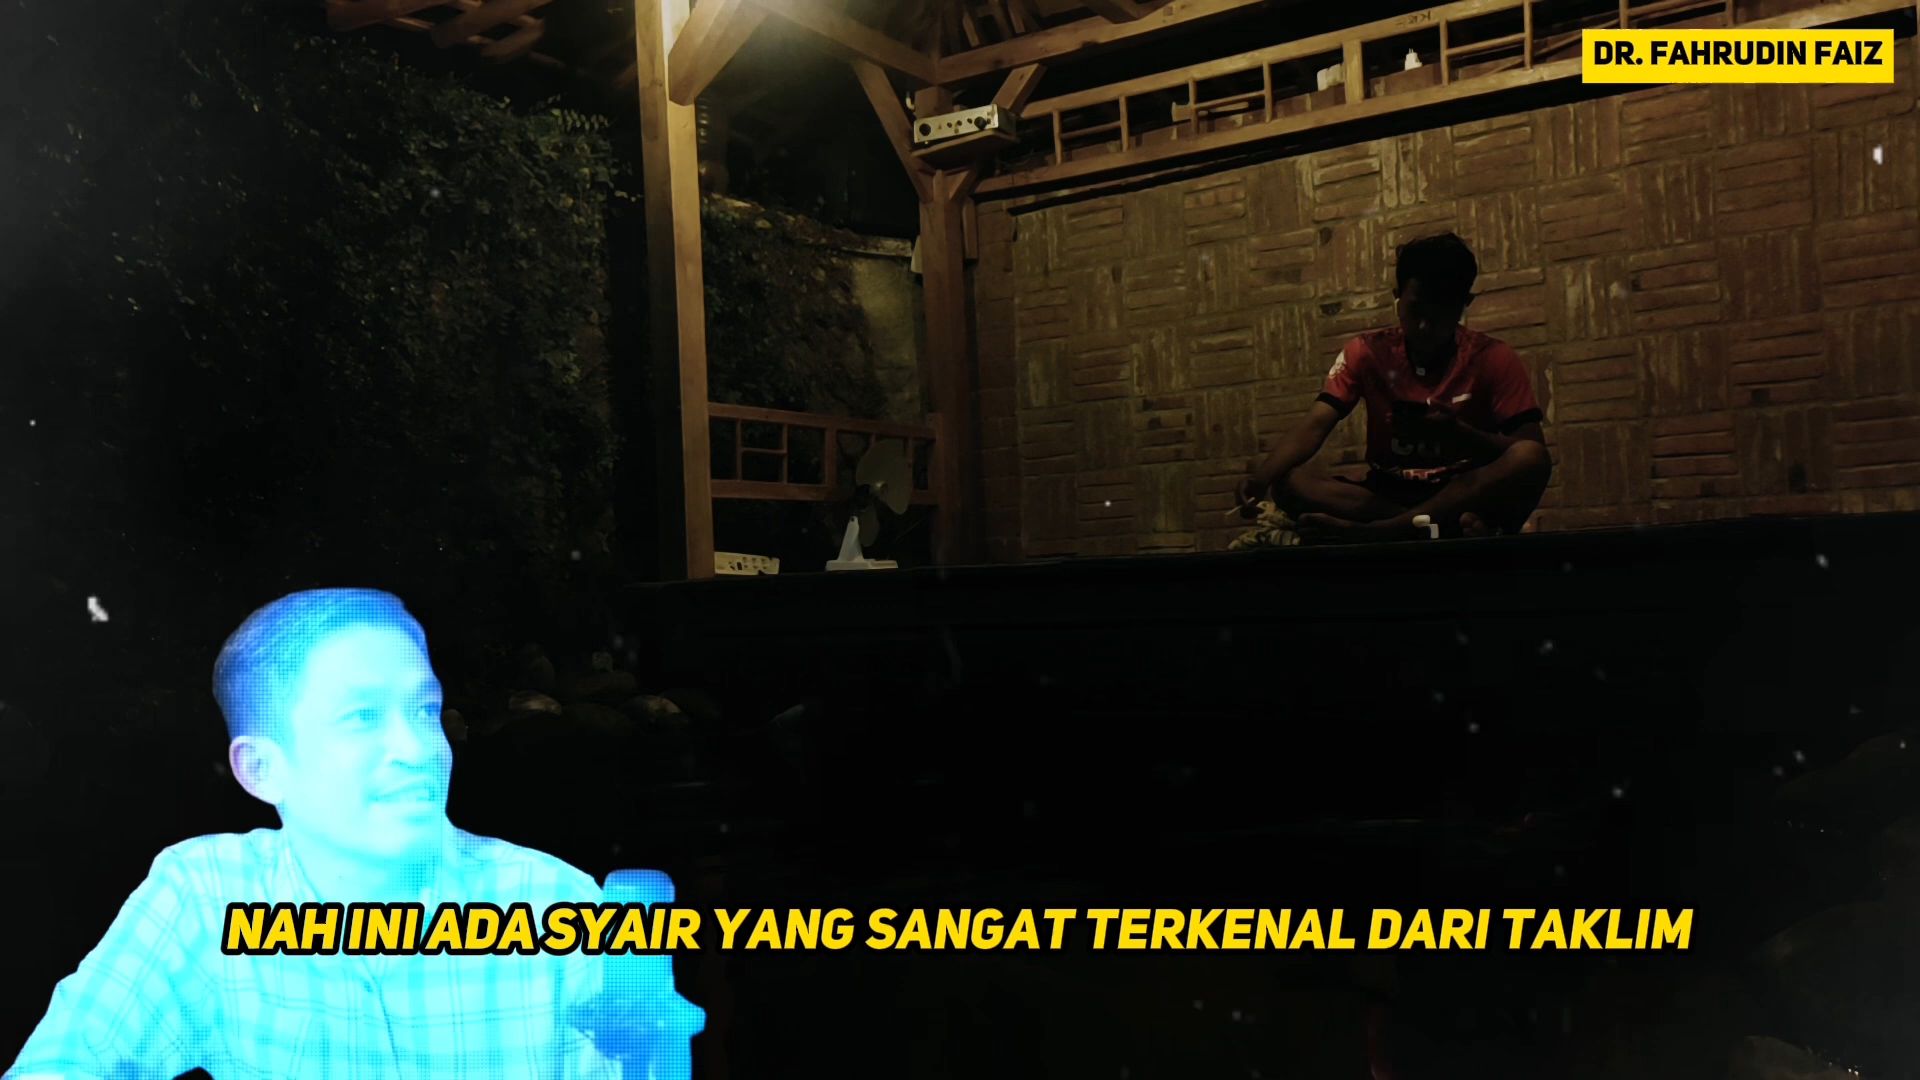 DR. FAHRUDIN FAIZ
NAH INI ADA SYAIR YANG SANGAT TERKENAL DARI TAKLIM